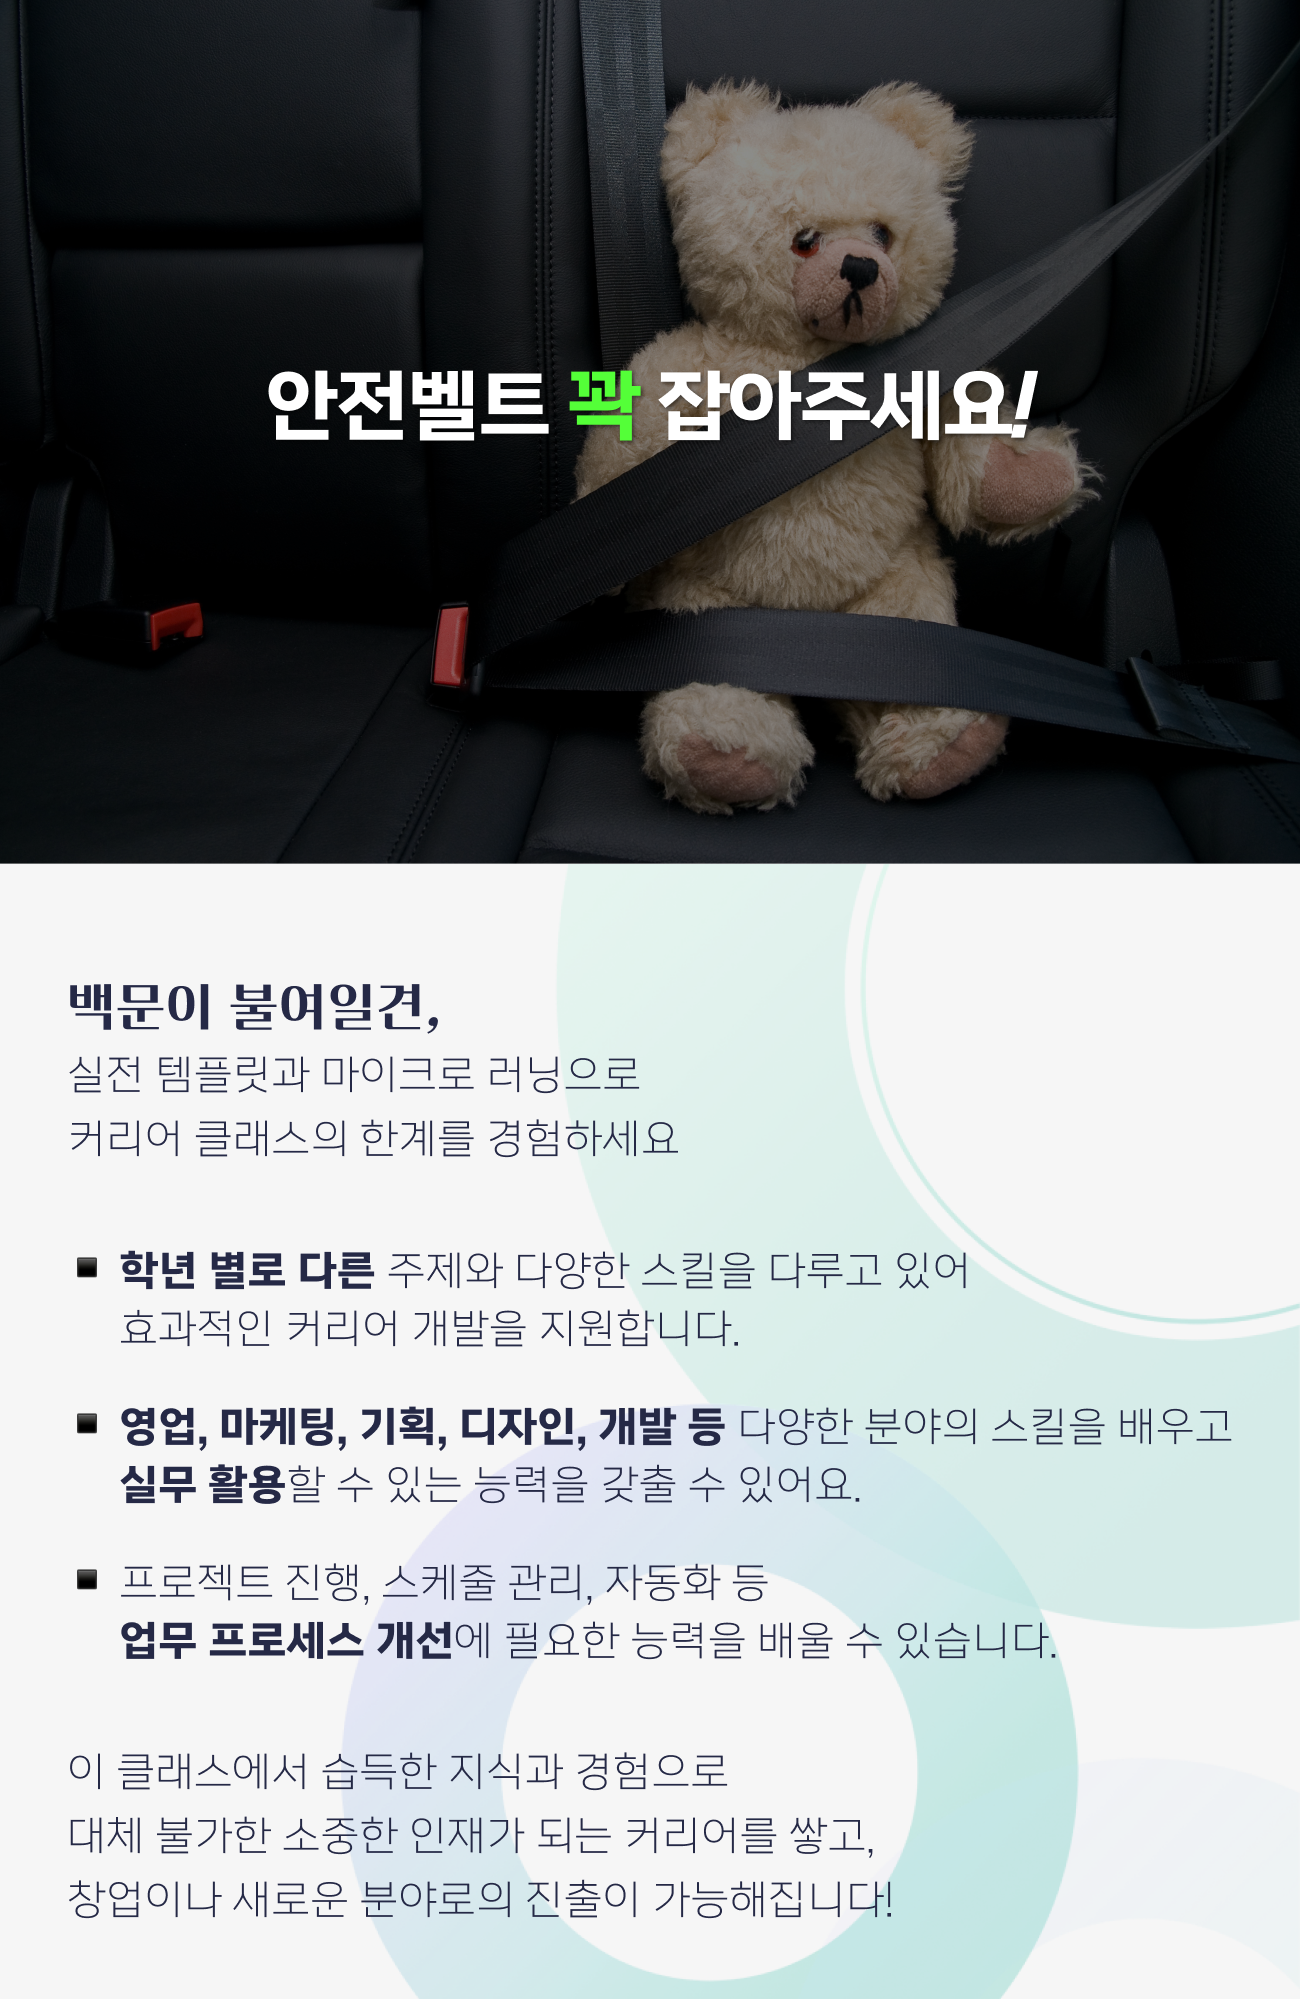 안전벨트 꽉 잡아주세요!
백문이 불여일견,
실전 템플릿과 마이크로 러닝으로
커리어 클래스의 한계를 경험하세요
학년 별로 다른 주제와 다양한 스킬을 다루고 있어
효과적인 커리어 개발을 지원합니다.
영업, 마케팅, 기획, 디자인, 개발 등 다양한 분야의 스킬을 배우고
실무 활용할 수 있는 능력을 갖출 수 있어요.
프로젝트 진행, 스케줄 관리, 자동화 등
업무 프로세스 개선에 필요한 능력을 배울 수 있습니다.
이 클래스에서 습득한 지식과 경험으로
대체 불가한 소중한 인재가 되는 커리어를 쌓고,
창업이나 새로운 분야로의 진출이 가능해집니다!